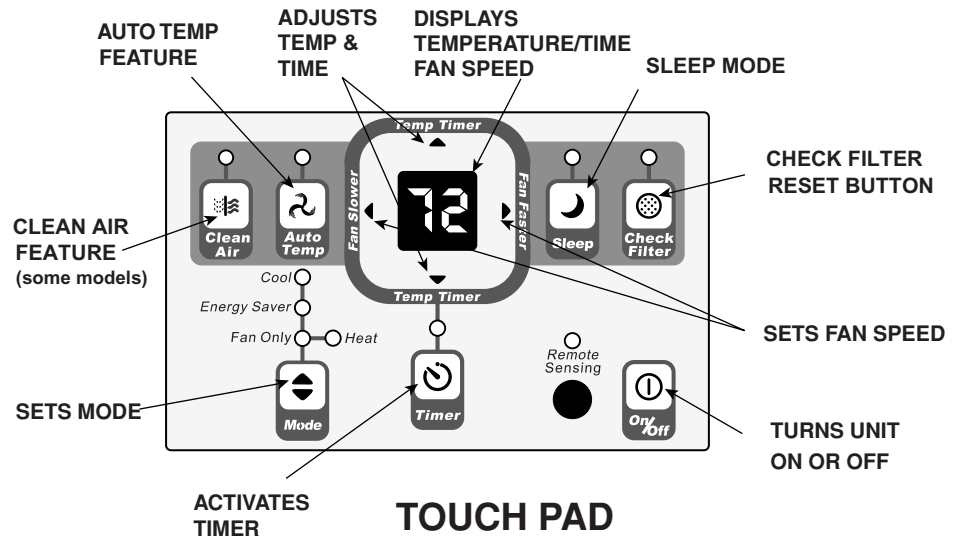 AUTO TEMP
FEATURE
ADJUSTS
TEMP &
TIME
DISPLAYS
TEMPERATURE/TIME
FAN SPEED
SLEEP MODE
CHECK FILTER
RESET BUTTON
CLEAN AIR
FEATURE
(some models)
Temp Timer
Fan Slower
72
Fan Faster
Clean
Air
Auto
Temp
Sleep
Check
Filter
Temp Timer
Cool
Energy Saver
Fan Only
Heat
Mode
Timer
Remote
Sensing
On/Off
SETS FAN SPEED
SETS MODE
TURNS UNIT
ON OR OFF
ACTIVATES
TIMER
TOUCH PAD